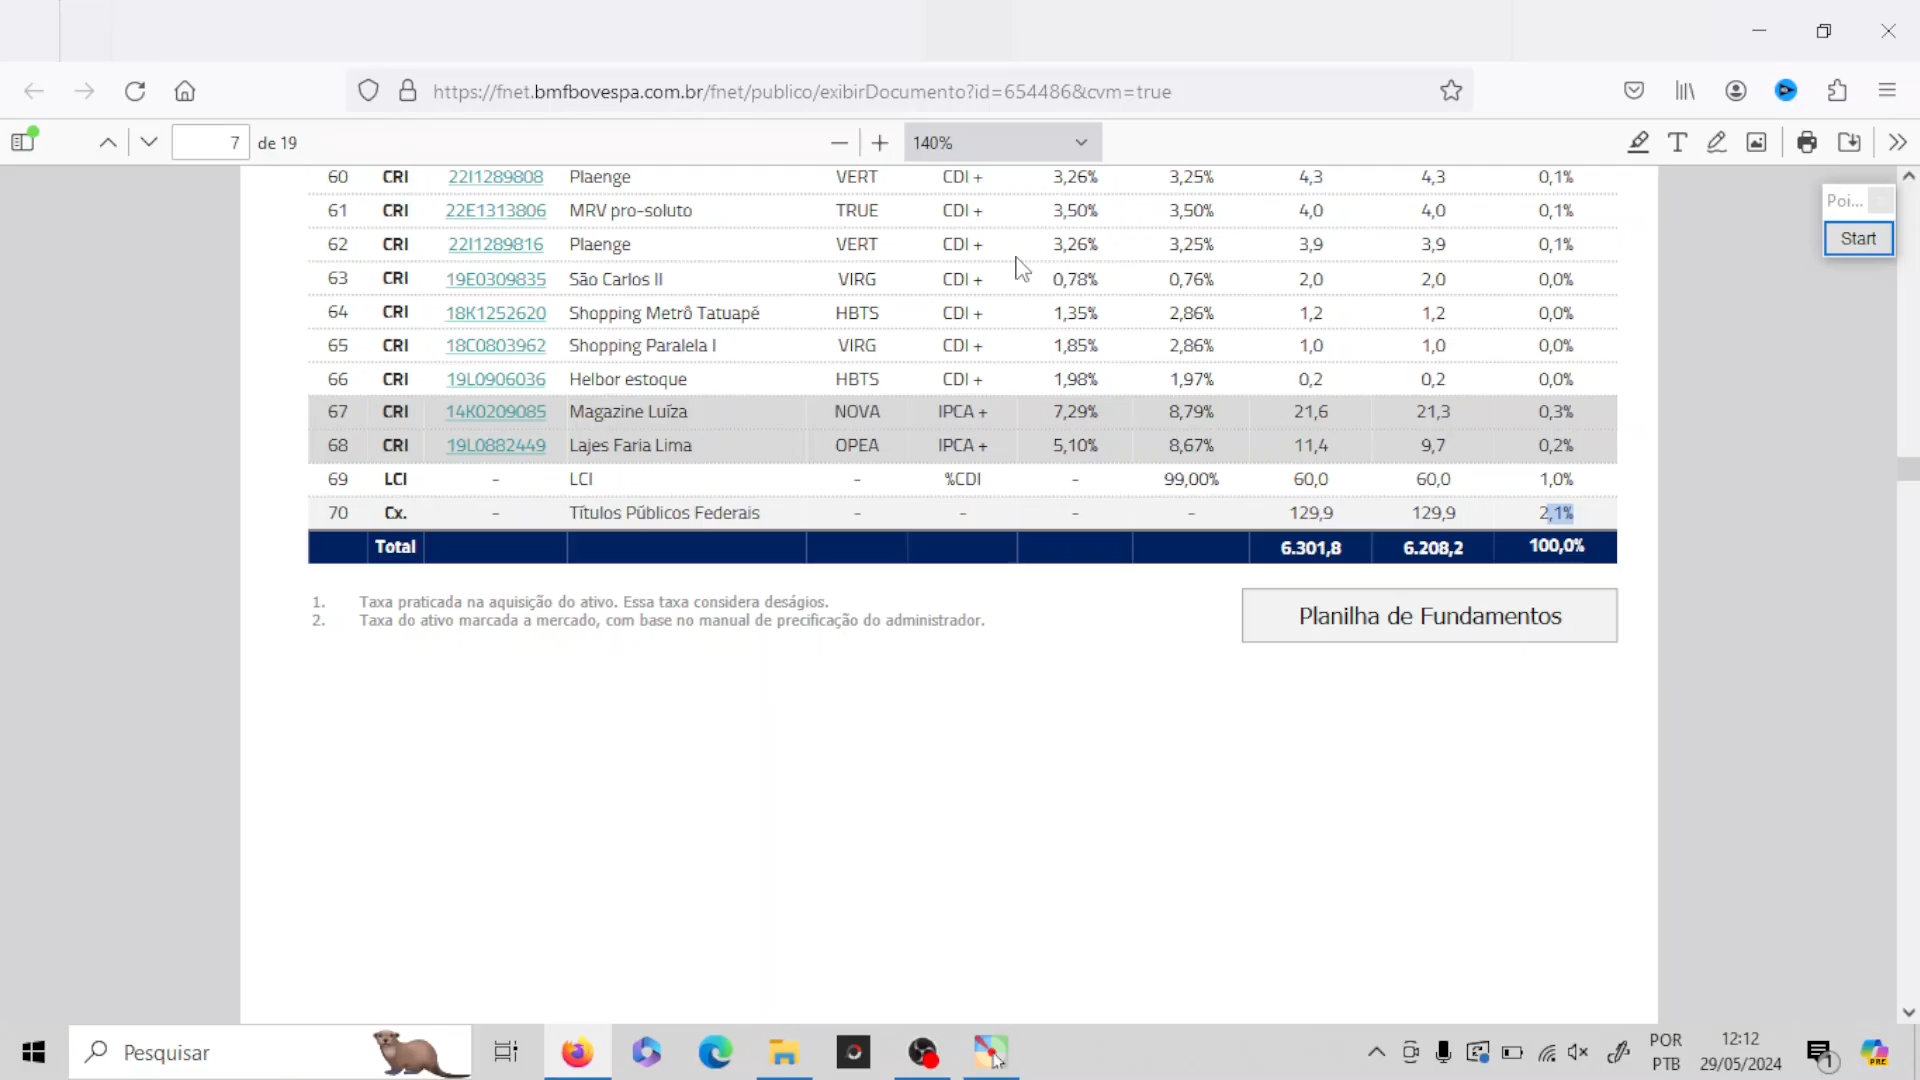 https://fnet.bmfbovespa.com.br/fnet/publico/exibirDocumento?id=654486&cvm=true
7 de 19
140%
Poi...
Start
60 CRI 22I1289808 Plaenge VERT CDI + 3,26% 3,25% 4,3 4,3 0,1%
61 CRI 22E1313806 MRV pro-soluto TRUE CDI + 3,50% 3,50% 4,0 4,0 0,1%
62 CRI 22I1289816 Plaenge VERT CDI + 3,26% 3,25% 3,9 3,9 0,1%
63 CRI 19E0309835 São Carlos II VIRG CDI + 0,78% 0,76% 2,0 2,0 0,0%
64 CRI 18K1252620 Shopping Metrô Tatuapé HBTS CDI + 1,35% 2,86% 1,2 1,2 0,0%
65 CRI 18C0803962 Shopping Paralela I VIRG CDI + 1,85% 2,86% 1,0 1,0 0,0%
66 CRI 19L0906036 Helbor estoque HBTS CDI + 1,98% 1,97% 0,2 0,2 0,0%
67 CRI 14K0209085 Magazine Luíza NOVA IPCA + 7,29% 8,79% 21,6 21,3 0,3%
68 CRI 19L0882449 Lajes Faria Lima OPEA IPCA + 5,10% 8,67% 11,4 9,7 0,2%
69 LCI - LCI - %CDI - 99,00% 60,0 60,0 1,0%
70 Cx. - Títulos Públicos Federais - - - - 129,9 129,9 2,1%
Total 6.301,8 6.208,2 100,0%
1. Taxa praticada na aquisição do ativo. Essa taxa considera deságios.
2. Taxa do ativo marcada a mercado, com base no manual de precificação do administrador.
Planilha de Fundamentos
Pesquisar
POR
PTB
12:12
29/05/2024
1
PRE